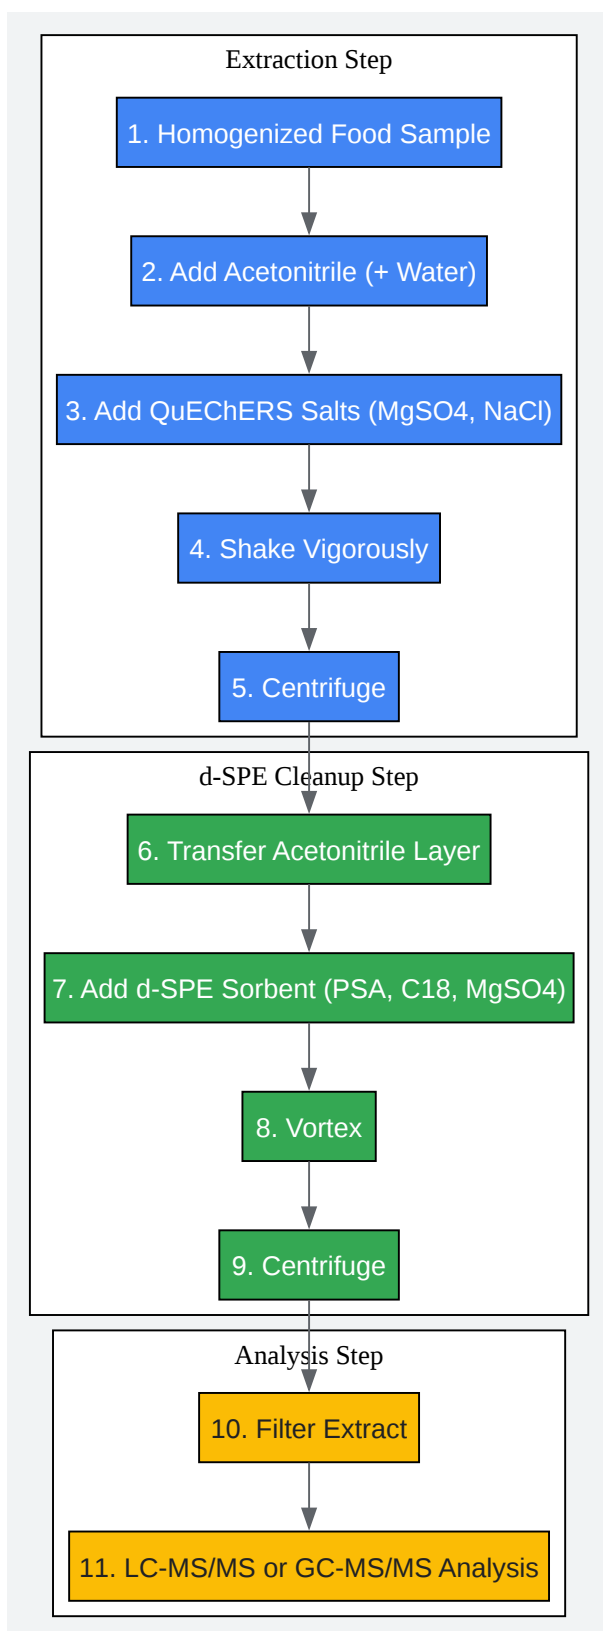 Extraction Step
1. Homogenized Food Sample
2. Add Acetonitrile (+ Water)
3. Add QuEChERS Salts (MgSO4, NaCl)
4. Shake Vigorously
5. Centrifuge
d-SPE Cleanup Step
6. Transfer Acetonitrile Layer
7. Add d-SPE Sorbent (PSA, C18, MgSO4)
8. Vortex
9. Centrifuge
Analysis Step
10. Filter Extract
11. LC-MS/MS or GC-MS/MS Analysis